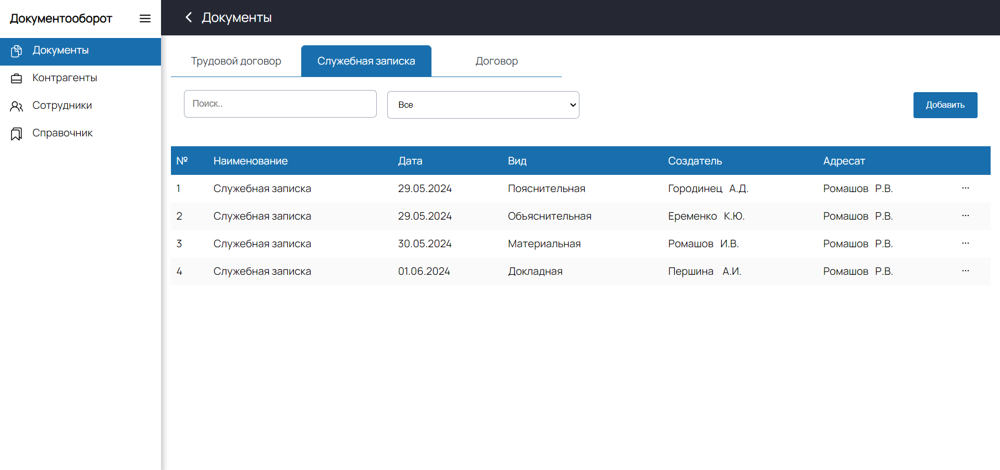 Документооборот
Документы
Документы
Контрагенты
Сотрудники
Справочник
Трудовой договор Служебная записка Договор
Поиск.. Все Добавить
№ Наименование Дата Вид Создатель Адресат
1 Служебная записка 29.05.2024 Пояснительная Городинец А.Д. Ромашов Р.В. ...
2 Служебная записка 29.05.2024 Объяснительная Еременко К.Ю. Ромашов Р.В. ...
3 Служебная записка 30.05.2024 Материальная Ромашов И.В. Ромашов Р.В. ...
4 Служебная записка 01.06.2024 Докладная Першина А.И. Ромашов Р.В. ...